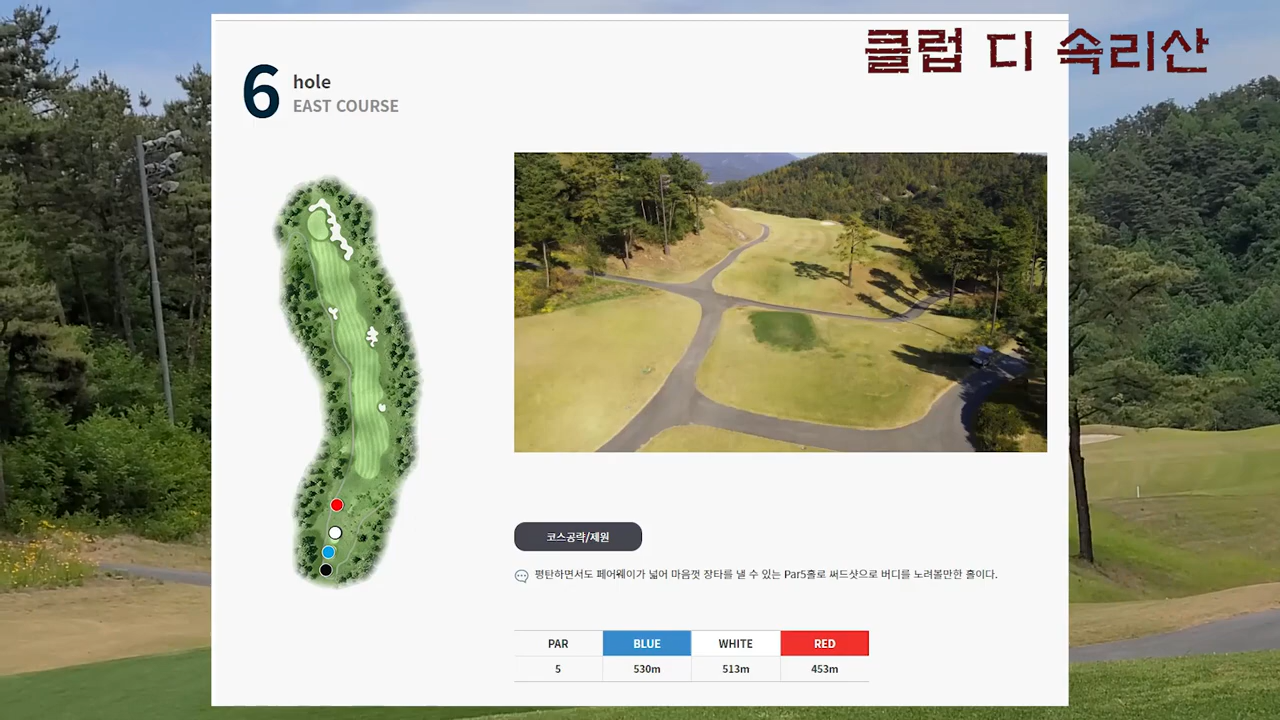 클럽 디 속리산
6 hole
EAST COURSE
코스공략/제원
평탄하면서도 페어웨이가 넓어 마음껏 장타를 낼 수 있는 Par5홀로 써드샷으로 버디를 노려볼만한 홀이다.
PAR BLUE WHITE RED
5 530m 513m 453m